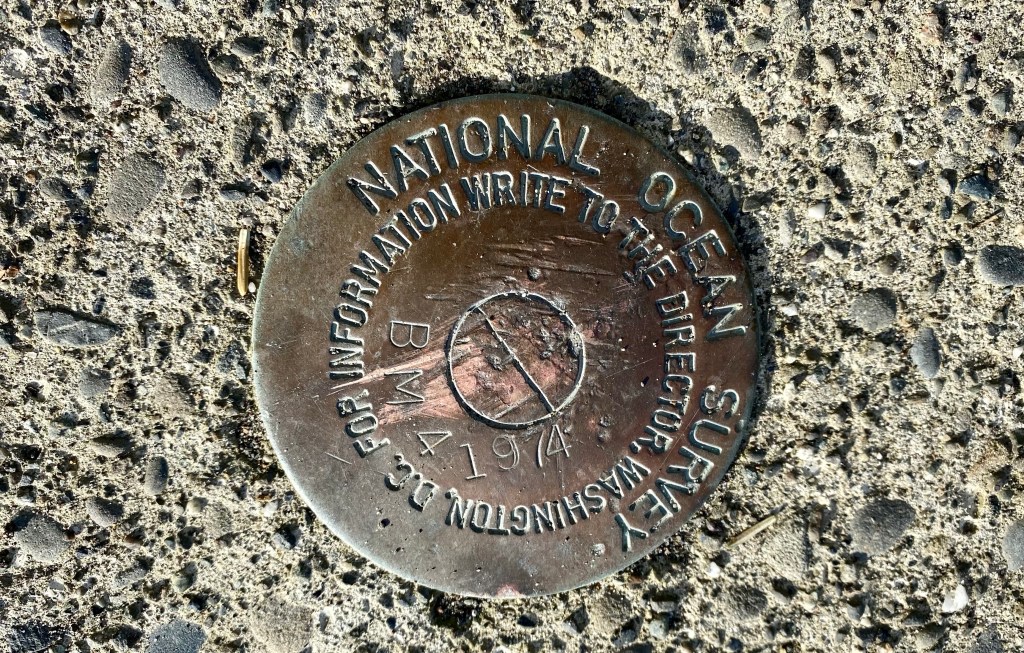 NATIONAL OCEAN SURVEY
FOR INFORMATION WRITE TO THE DIRECTOR, WASHINGTON, D.C.
BM 4 1974